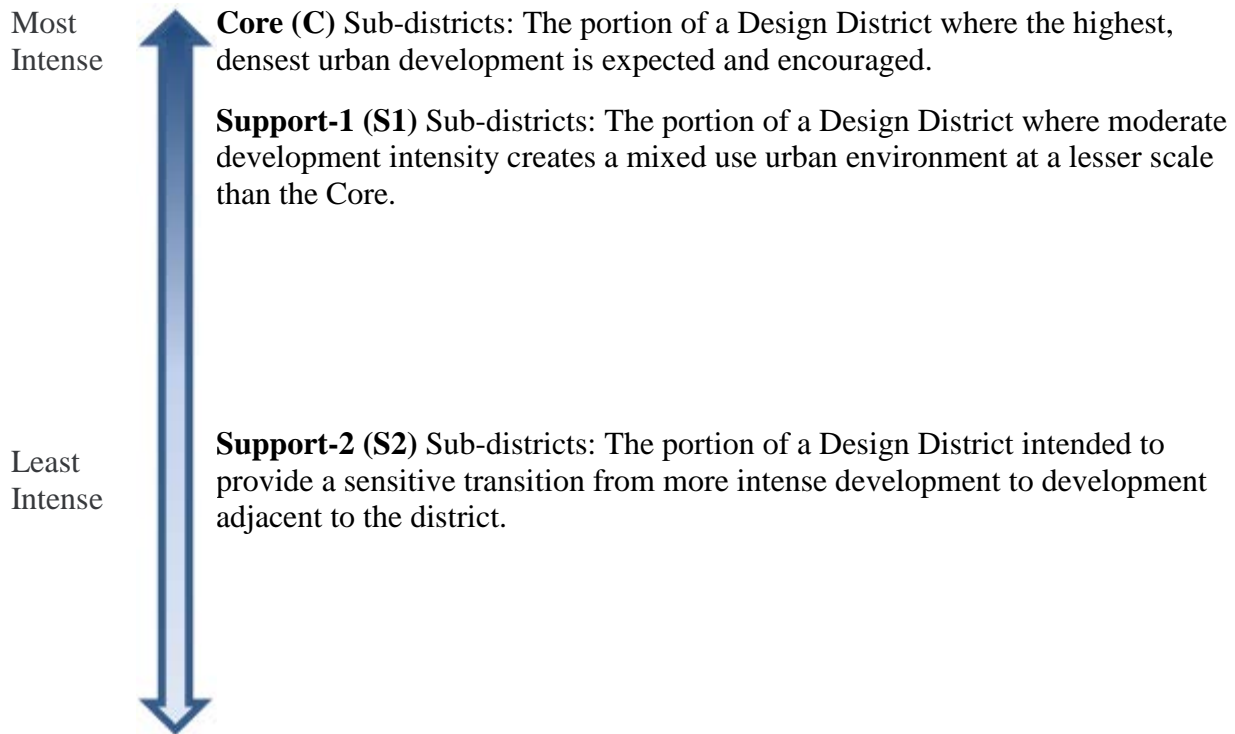 Most
Intense
Core (C) Sub-districts: The portion of a Design District where the highest,
densest urban development is expected and encouraged.
Support-1 (S1) Sub-districts: The portion of a Design District where moderate
development intensity creates a mixed use urban environment at a lesser scale
than the Core.
Least
Intense
Support-2 (S2) Sub-districts: The portion of a Design District intended to
provide a sensitive transition from more intense development to development
adjacent to the district.